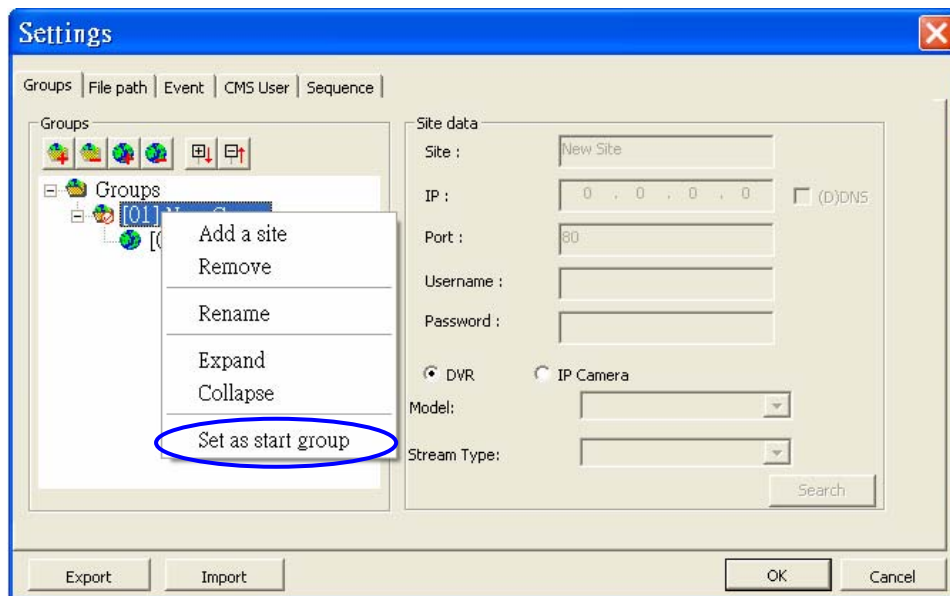 Settings
Groups File path Event CMS User Sequence
Groups
Groups
[01]
Add a site
Remove
Rename
Expand
Collapse
Set as start group
Site data
Site : New Site
IP : 0 . 0 . 0 . 0 (D)DNS
Port : 80
Username :
Password :
DVR IP Camera
Model:
Stream Type:
Search
Export Import OK Cancel